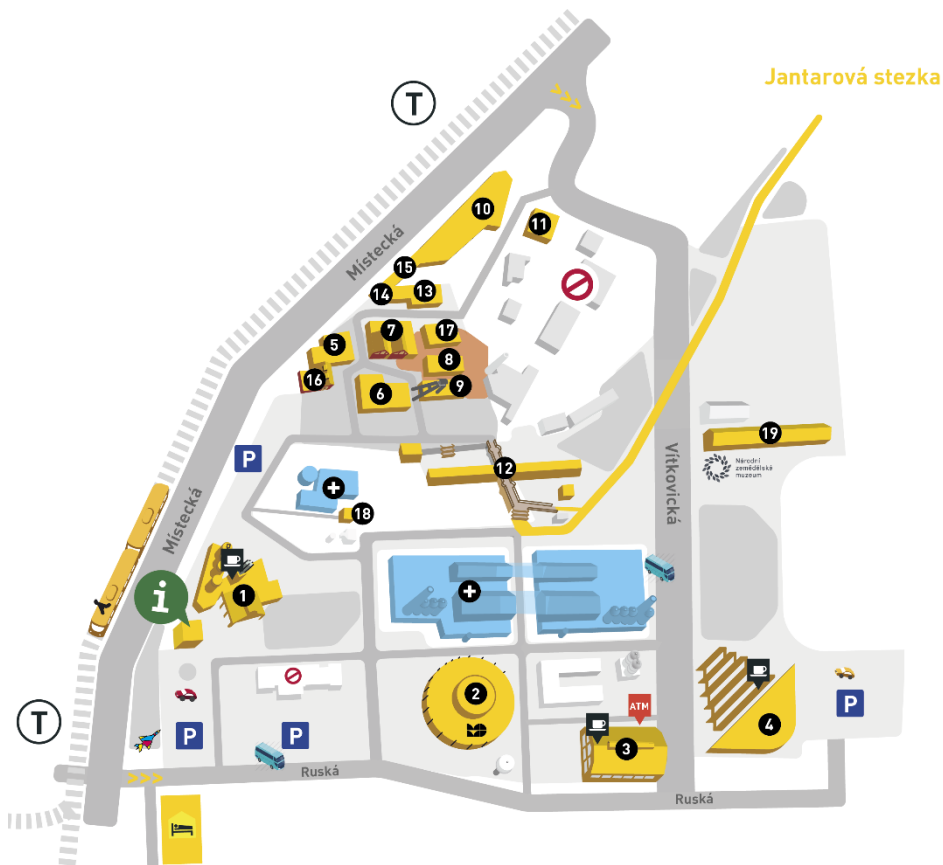 Jantarová stezka
T
10
11
Místecká
15
14
13
7
17
5
8
16
6
9
19
Národní
zemědělské
muzeum
P
12
Vítkovická
18
Místecká
i
1
2
ATM
3
4
P
T
P
P
Ruská
Ruská